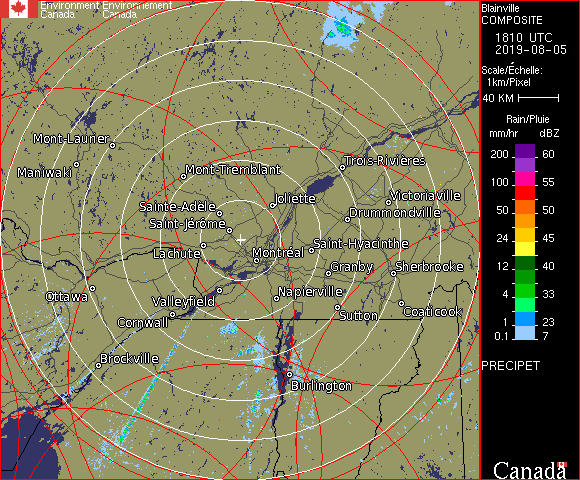 Environment Environnement
Canada Canada
Blainville
COMPOSITE
1810 UTC
2019-08-05
Scale/Échelle:
1km/Pixel
40 KM
Rain/Pluie
mm/hr dBZ
200 60
100 55
50 50
24 45
12 40
4 33
1 23
0.1 7
PRECIPET
Canada
Mont-Laurier
Maniwaki
Mont-Tremblant
Trois-Rivières
Joliette
Victoriaville
Sainte-Adèle
Drummondville
Saint-Jérôme
Saint-Hyacinthe
Lachute
Montréal
Granby
Sherbrooke
Ottawa
Valleyfield
Napierville
Sutton
Coaticook
Cornwall
Brockville
Burlington